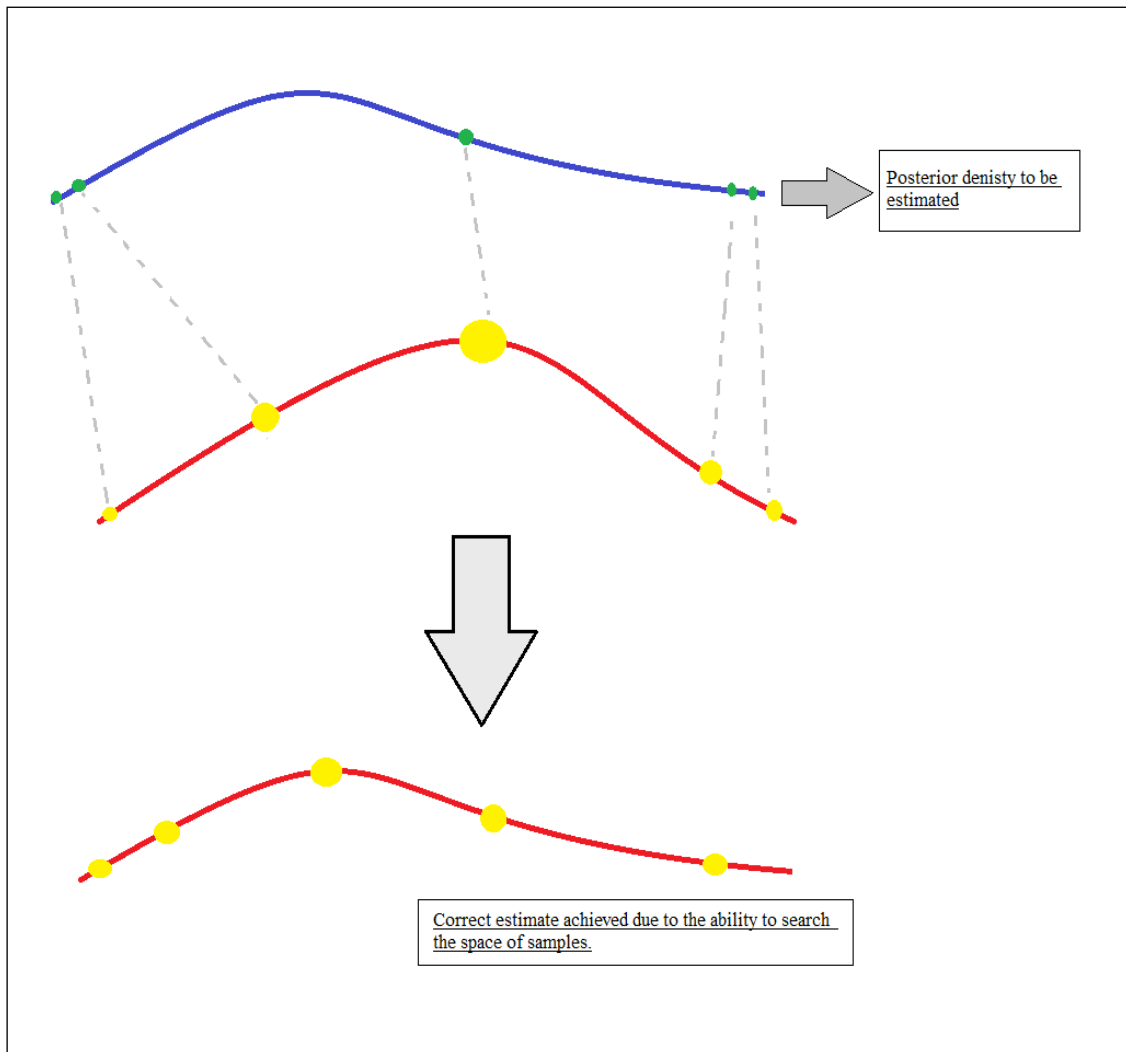 Posterior denisty to be
estimated
Correct estimate achieved due to the ability to search
the space of samples.